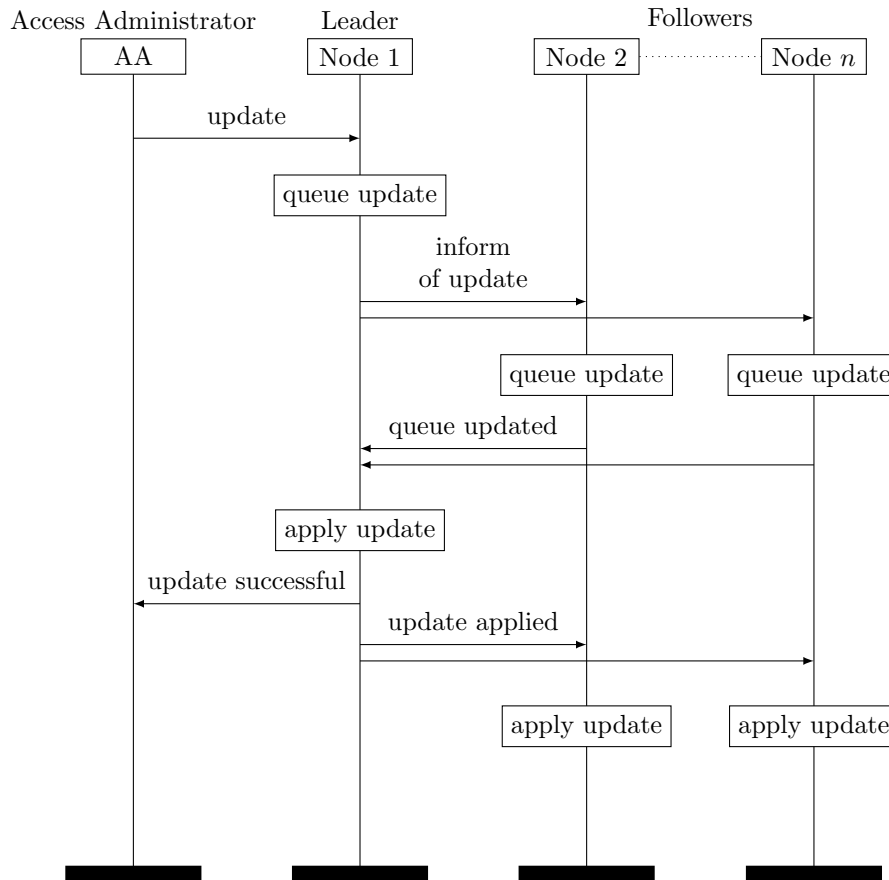 Access Administrator Leader Followers
AA Node 1 Node 2 Node n
update
queue update
inform
of update
queue update queue update
queue updated
apply update
update successful
update applied
apply update apply update